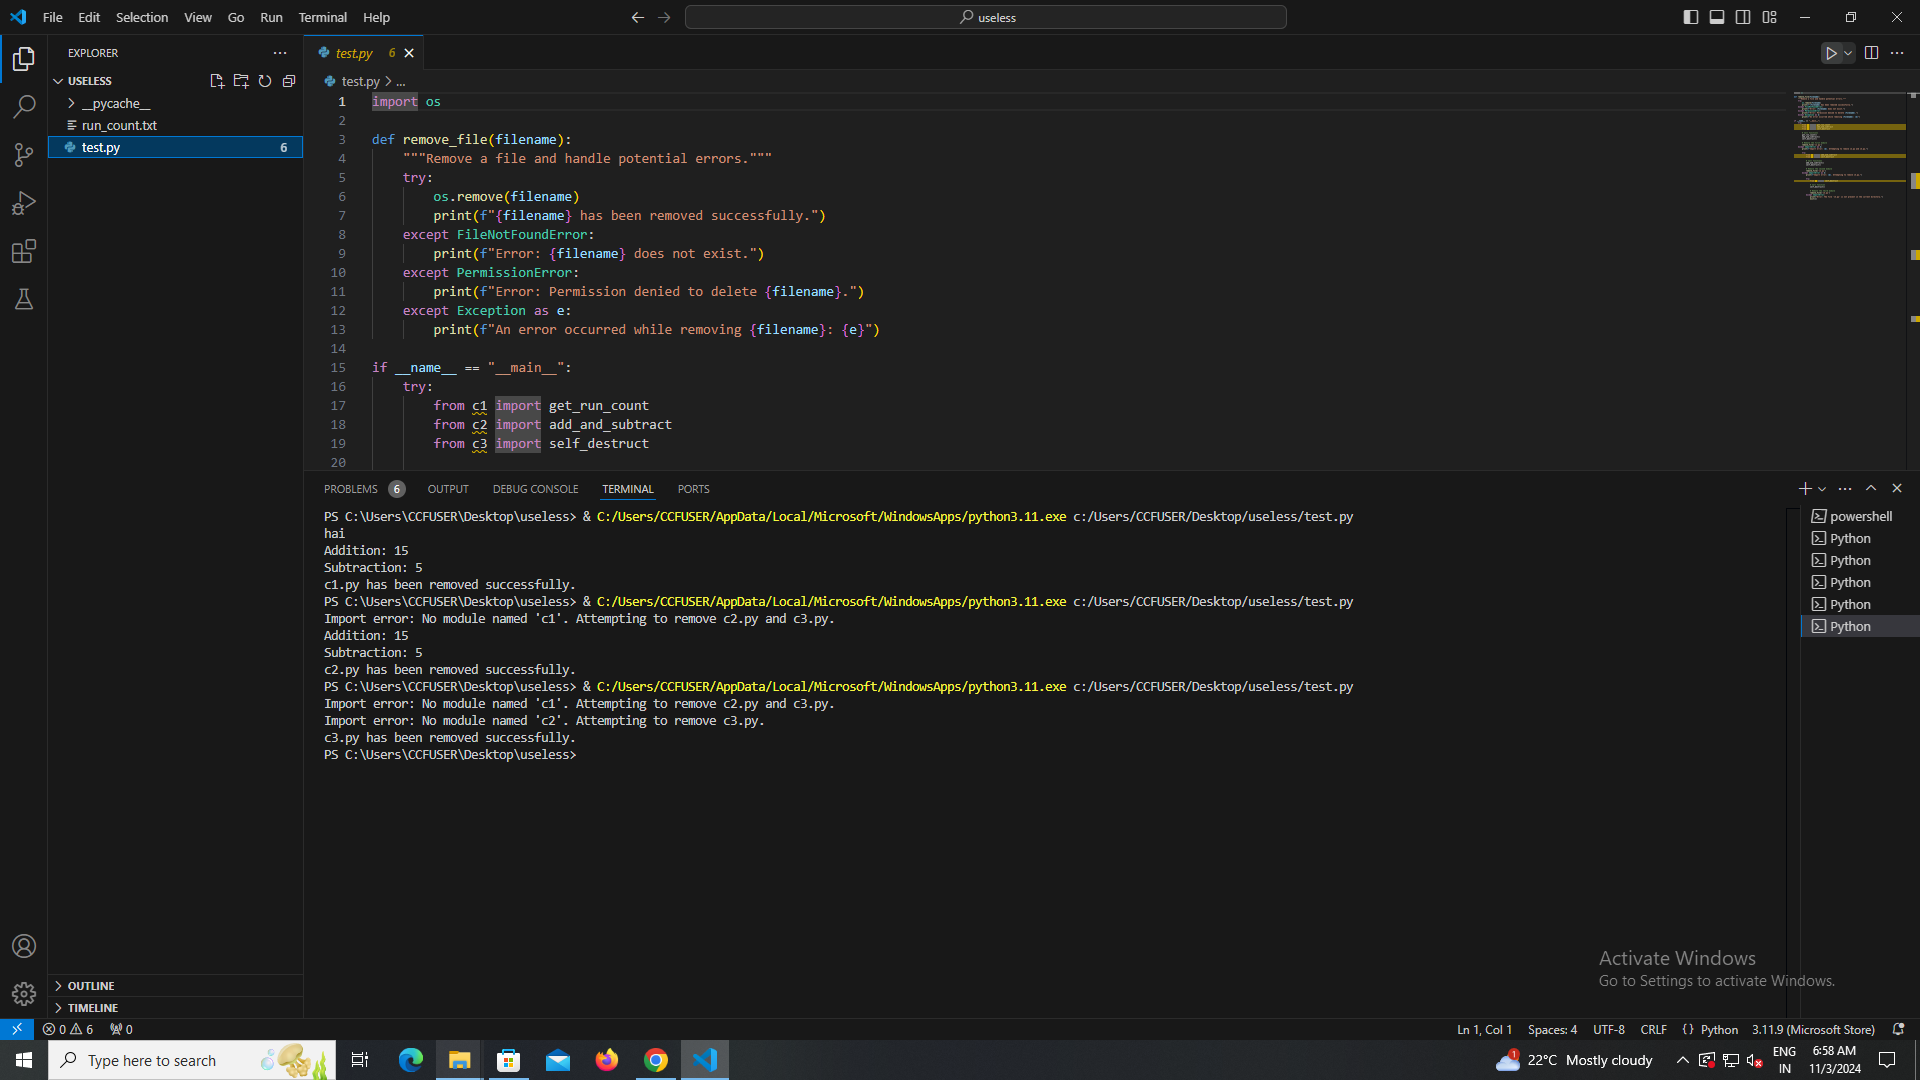 File Edit Selection View Go Run Terminal Help
useless
EXPLORER
USELESS
__pycache__
run_count.txt
test.py 6
OUTLINE
TIMELINE
test.py 6
test.py > ...
1 import os
2
3 def remove_file(filename):
4 """Remove a file and handle potential errors."""
5 try:
6 os.remove(filename)
7 print(f"{filename} has been removed successfully.")
8 except FileNotFoundError:
9 print(f"Error: {filename} does not exist.")
10 except PermissionError:
11 print(f"Error: Permission denied to delete {filename}.")
12 except Exception as e:
13 print(f"An error occurred while removing {filename}: {e}")
14
15 if __name__ == "__main__":
16 try:
17 from c1 import get_run_count
18 from c2 import add_and_subtract
19 from c3 import self_destruct
20
PROBLEMS 6 OUTPUT DEBUG CONSOLE TERMINAL PORTS
PS C:\Users\CCFUSER\Desktop\useless> & C:/Users/CCFUSER/AppData/Local/Microsoft/WindowsApps/python3.11.exe c:/Users/CCFUSER/Desktop/useless/test.py
hai
Addition: 15
Subtraction: 5
c1.py has been removed successfully.
PS C:\Users\CCFUSER\Desktop\useless> & C:/Users/CCFUSER/AppData/Local/Microsoft/WindowsApps/python3.11.exe c:/Users/CCFUSER/Desktop/useless/test.py
Import error: No module named 'c1'. Attempting to remove c2.py and c3.py.
Addition: 15
Subtraction: 5
c2.py has been removed successfully.
PS C:\Users\CCFUSER\Desktop\useless> & C:/Users/CCFUSER/AppData/Local/Microsoft/WindowsApps/python3.11.exe c:/Users/CCFUSER/Desktop/useless/test.py
Import error: No module named 'c1'. Attempting to remove c2.py and c3.py.
Import error: No module named 'c2'. Attempting to remove c3.py.
c3.py has been removed successfully.
PS C:\Users\CCFUSER\Desktop\useless>
powershell
Python
Python
Python
Python
Python
Activate Windows
Go to Settings to activate Windows.
0 6 0
Ln 1, Col 1 Spaces: 4 UTF-8 CRLF {} Python 3.11.9 (Microsoft Store)
Type here to search
1 22°C Mostly cloudy
ENG
IN
6:58 AM
11/3/2024